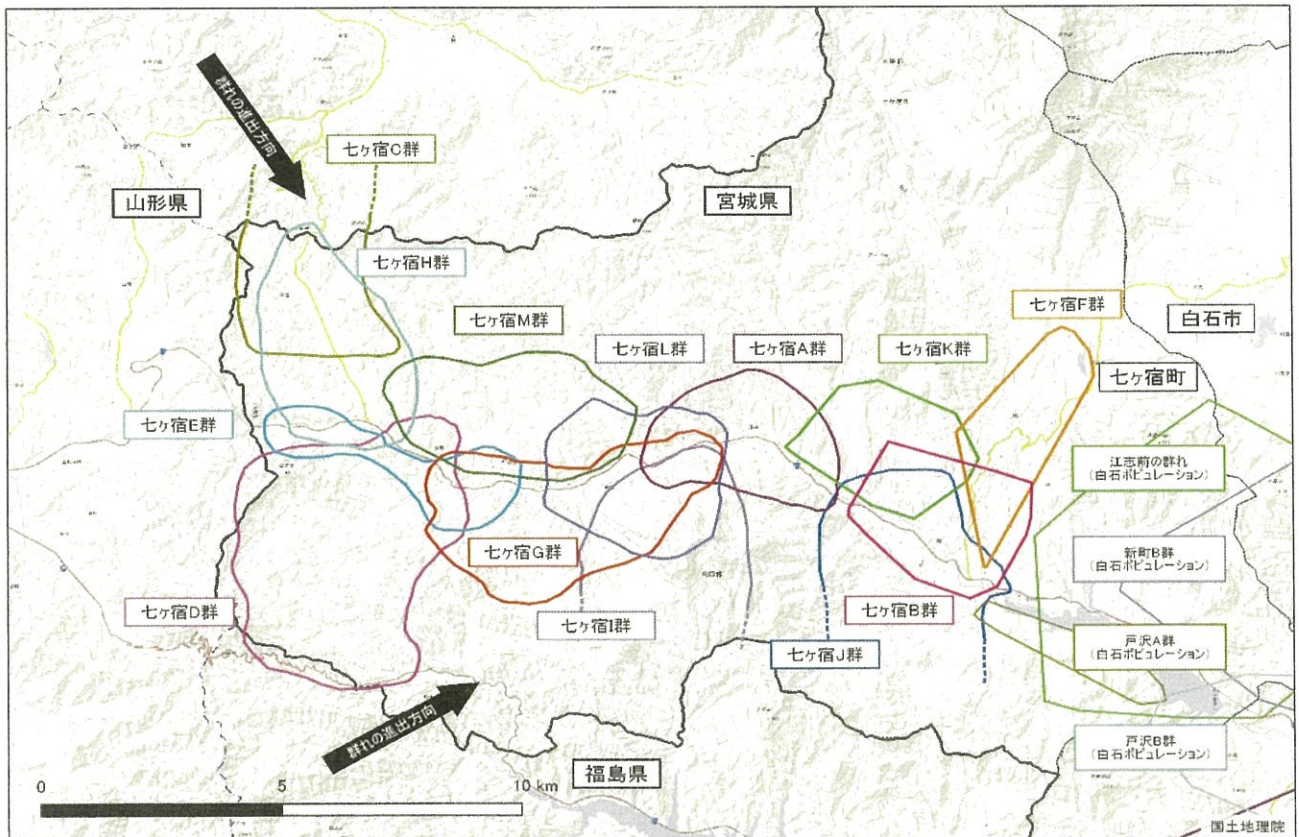 群れの進出方向
七ヶ宿C群
山形県
宮城県
七ヶ宿H群
七ヶ宿F群
七ヶ宿M群
白石市
七ヶ宿L群
七ヶ宿A群
七ヶ宿K群
七ヶ宿町
七ヶ宿E群
江志前の群れ
(白石ポピュレーション)
七ヶ宿G群
新町B群
(白石ポピュレーション)
七ヶ宿D群
七ヶ宿I群
七ヶ宿B群
戸沢A群
(白石ポピュレーション)
七ヶ宿J群
群れの進出方向
戸沢B群
(白石ポピュレーション)
福島県
0
5
10 km
国土地理院